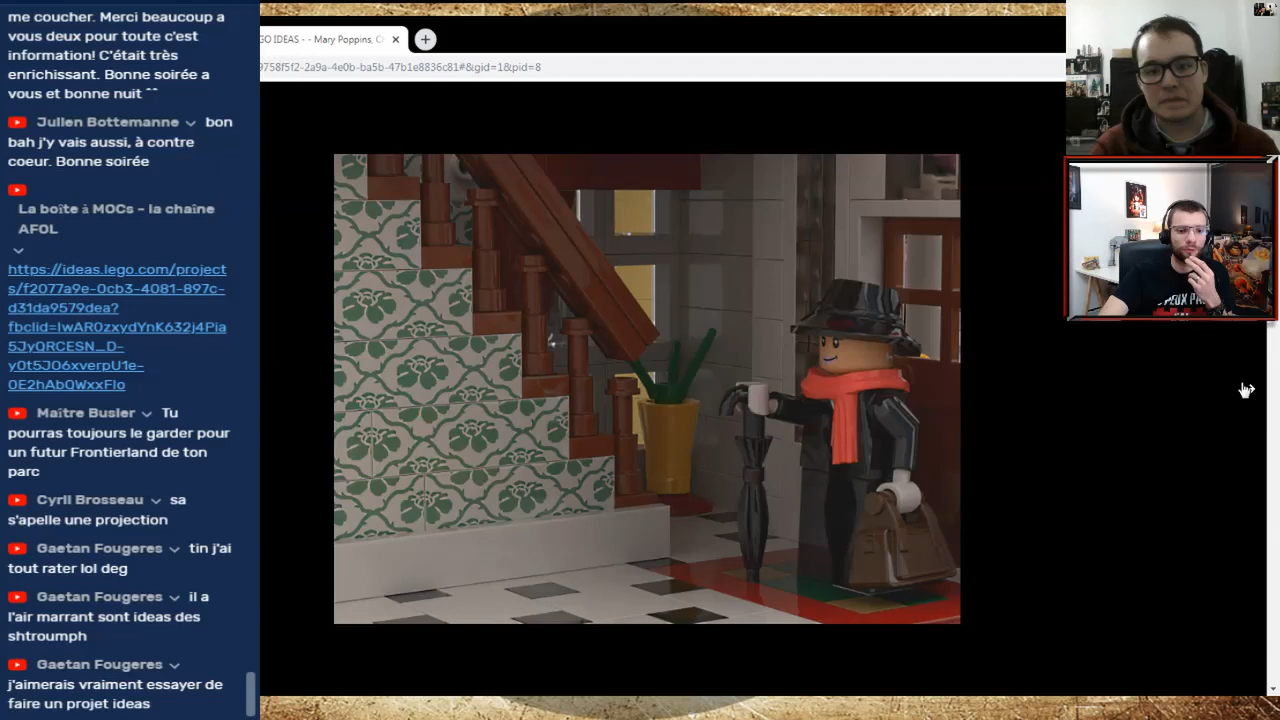 me coucher. Merci beaucoup a
vous deux pour toute c'est
information! C'était très
enrichissant. Bonne soirée a
vous et bonne nuit ^^
Julien Bottemanne bon
bah j'y vais aussi, à contre
coeur. Bonne soirée
La boîte à MOCs - la chaîne
AFOL
https://ideas.lego.com/project
s/f2077a9e-0cb3-4081-897c-
d31da9579dea?
fbclid=IwAR0zxydYnK632j4Pia
5JyQRCESN_D-
y0t5JO6xverpU1e-
0E2hAbQWxxFIo
Maître Busler Tu
pourras toujours le garder pour
un futur Frontierland de ton
parc
Cyril Brosseau sa
s'apelle une projection
Gaetan Fougeres tin j'ai
tout rater lol deg
Gaetan Fougeres il a
l'air marrant sont ideas des
shtroumph
Gaetan Fougeres
j'aimerais vraiment essayer de
faire un projet ideas
GO IDEAS - - Mary Poppins, C
9758f5f2-2a9a-4e0b-ba5b-47b1e8836c81#&gid=1&pid=8
PEUX PA